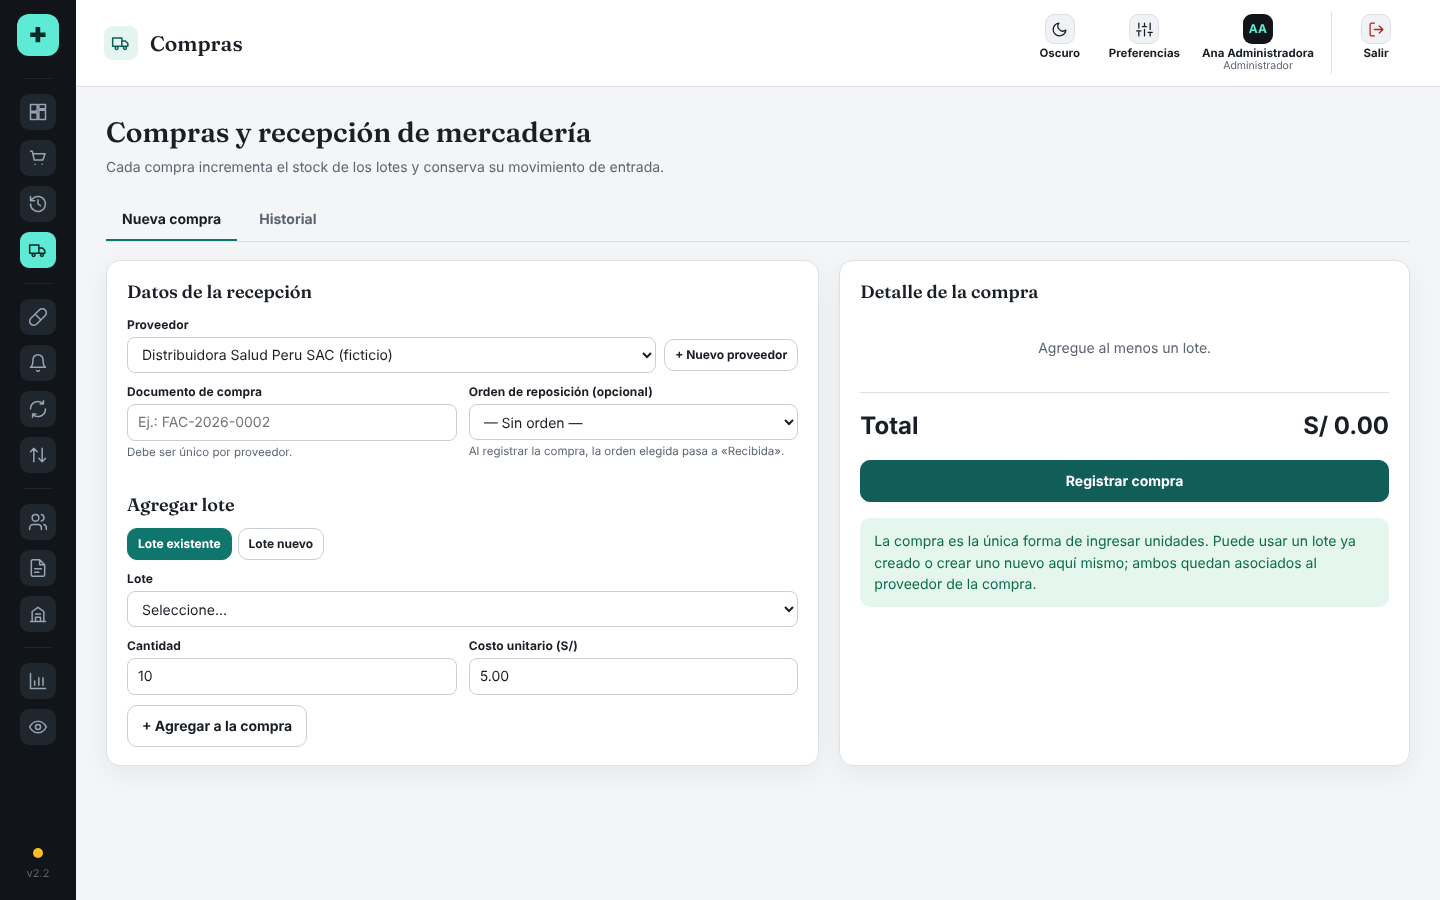 Compras
Oscuro
Preferencias
AA
Ana Administradora
Administrador
Salir
Compras y recepción de mercadería
Cada compra incrementa el stock de los lotes y conserva su movimiento de entrada.
Nueva compra
Historial
Datos de la recepción
Proveedor
Distribuidora Salud Peru SAC (ficticio)
+ Nuevo proveedor
Documento de compra
Orden de reposición (opcional)
Ej.: FAC-2026-0002
— Sin orden —
Debe ser único por proveedor.
Al registrar la compra, la orden elegida pasa a «Recibida».
Agregar lote
Lote existente
Lote nuevo
Lote
Seleccione...
Cantidad
Costo unitario (S/)
10
5.00
+ Agregar a la compra
Detalle de la compra
Agregue al menos un lote.
Total
S/ 0.00
Registrar compra
La compra es la única forma de ingresar unidades. Puede usar un lote ya
creado o crear uno nuevo aquí mismo; ambos quedan asociados al
proveedor de la compra.
v2.2